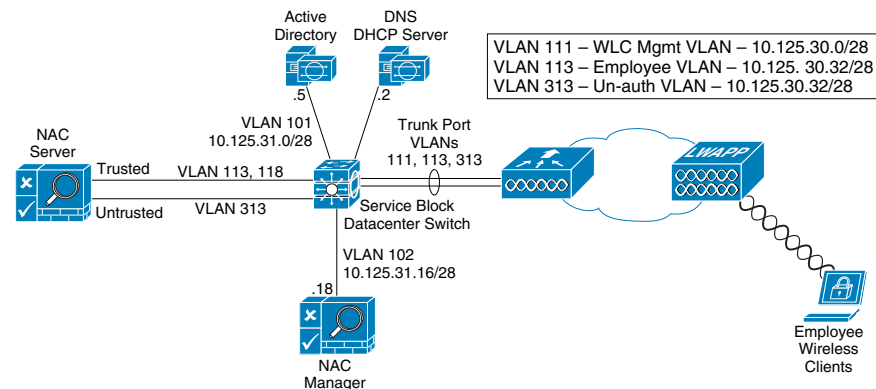 Active
Directory
DNS
DHCP Server
VLAN 111 – WLC Mgmt VLAN – 10.125.30.0/28
VLAN 113 – Employee VLAN – 10.125. 30.32/28
VLAN 313 – Un-auth VLAN – 10.125.30.32/28
.5
.2
VLAN 101
10.125.31.0/28
Trunk Port
VLANs
111, 113, 313
NAC
Server
Trusted
VLAN 113, 118
LWAPP
Untrusted
VLAN 313
Service Block
Datacenter Switch
VLAN 102
10.125.31.16/28
.18
NAC
Manager
Employee
Wireless
Clients